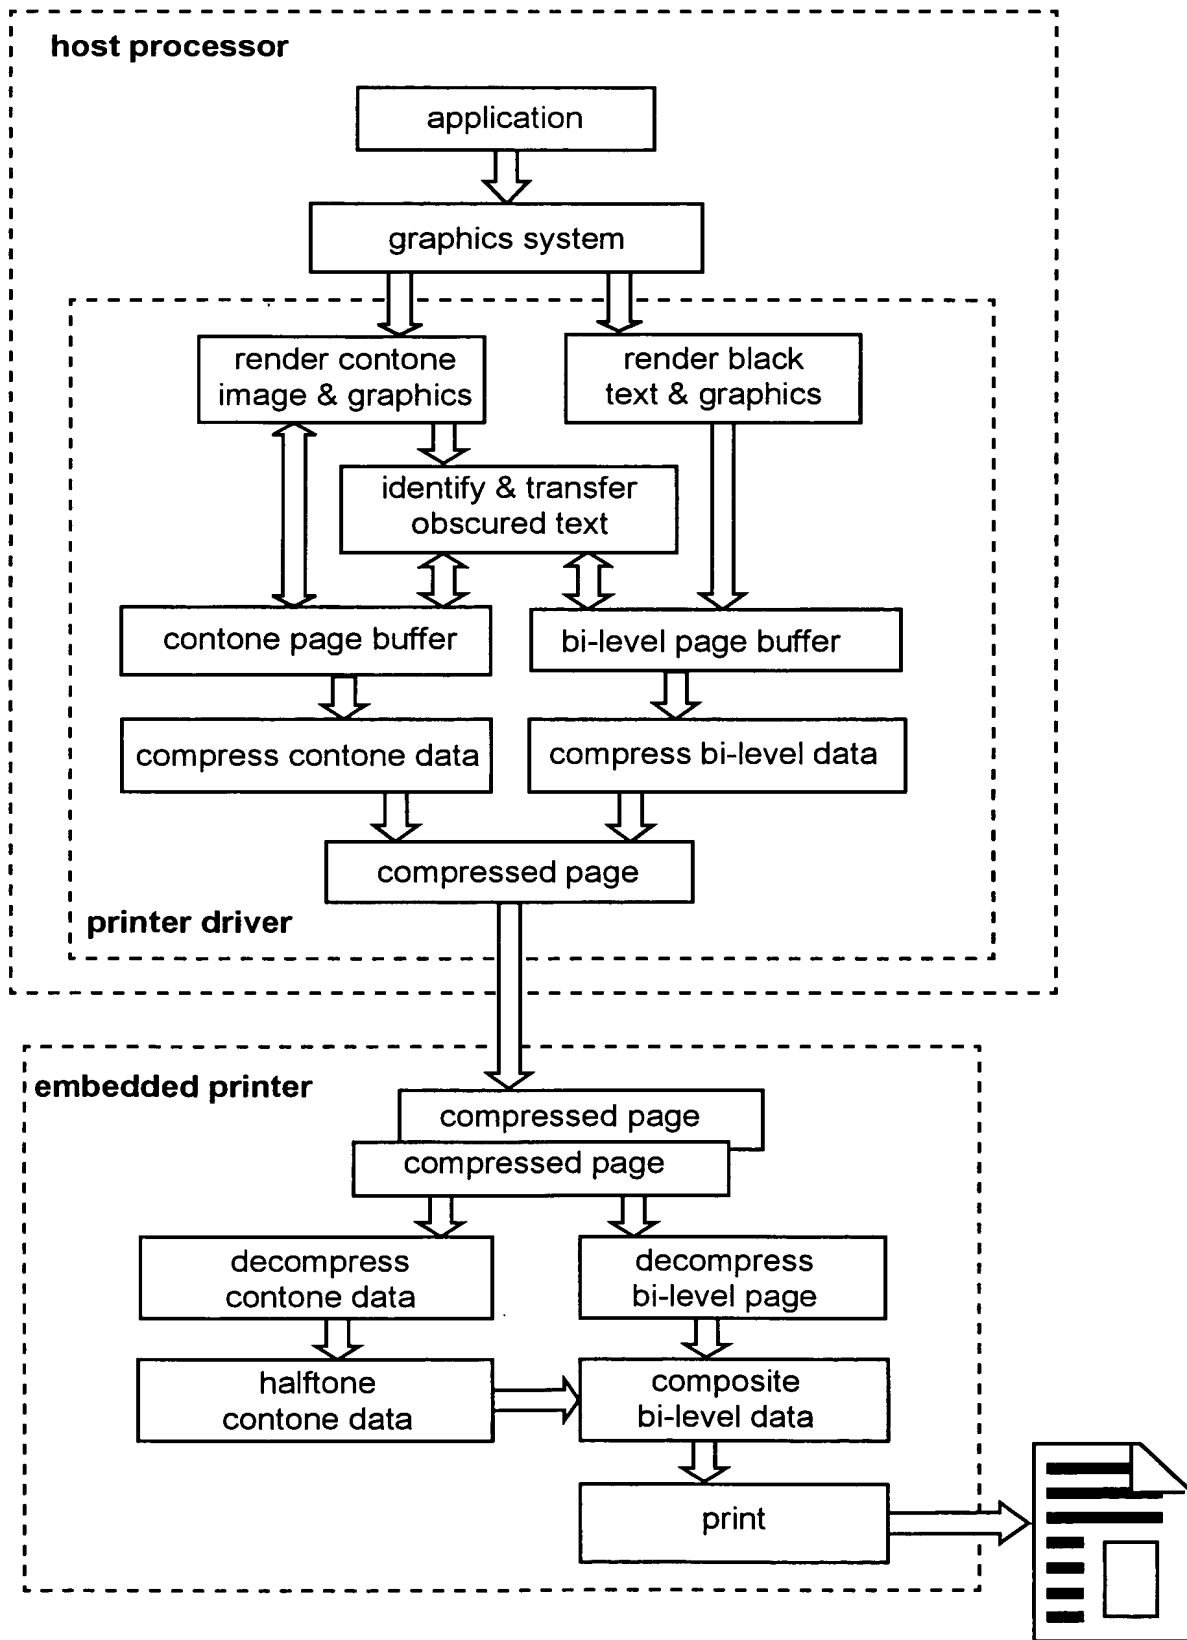 host processor
application
graphics system
render contone
image & graphics
render black
text & graphics
identify & transfer
obscured text
contone page buffer
bi-level page buffer
compress contone data
compress bi-level data
compressed page
printer driver
embedded printer
compressed page
compressed page
decompress
contone data
decompress
bi-level page
halftone
contone data
composite
bi-level data
print